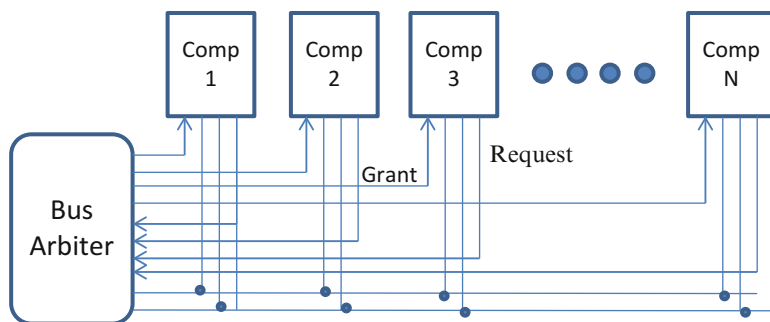 Comp
1
Comp
2
Comp
3
Comp
N
Request
Grant
Bus
Arbiter